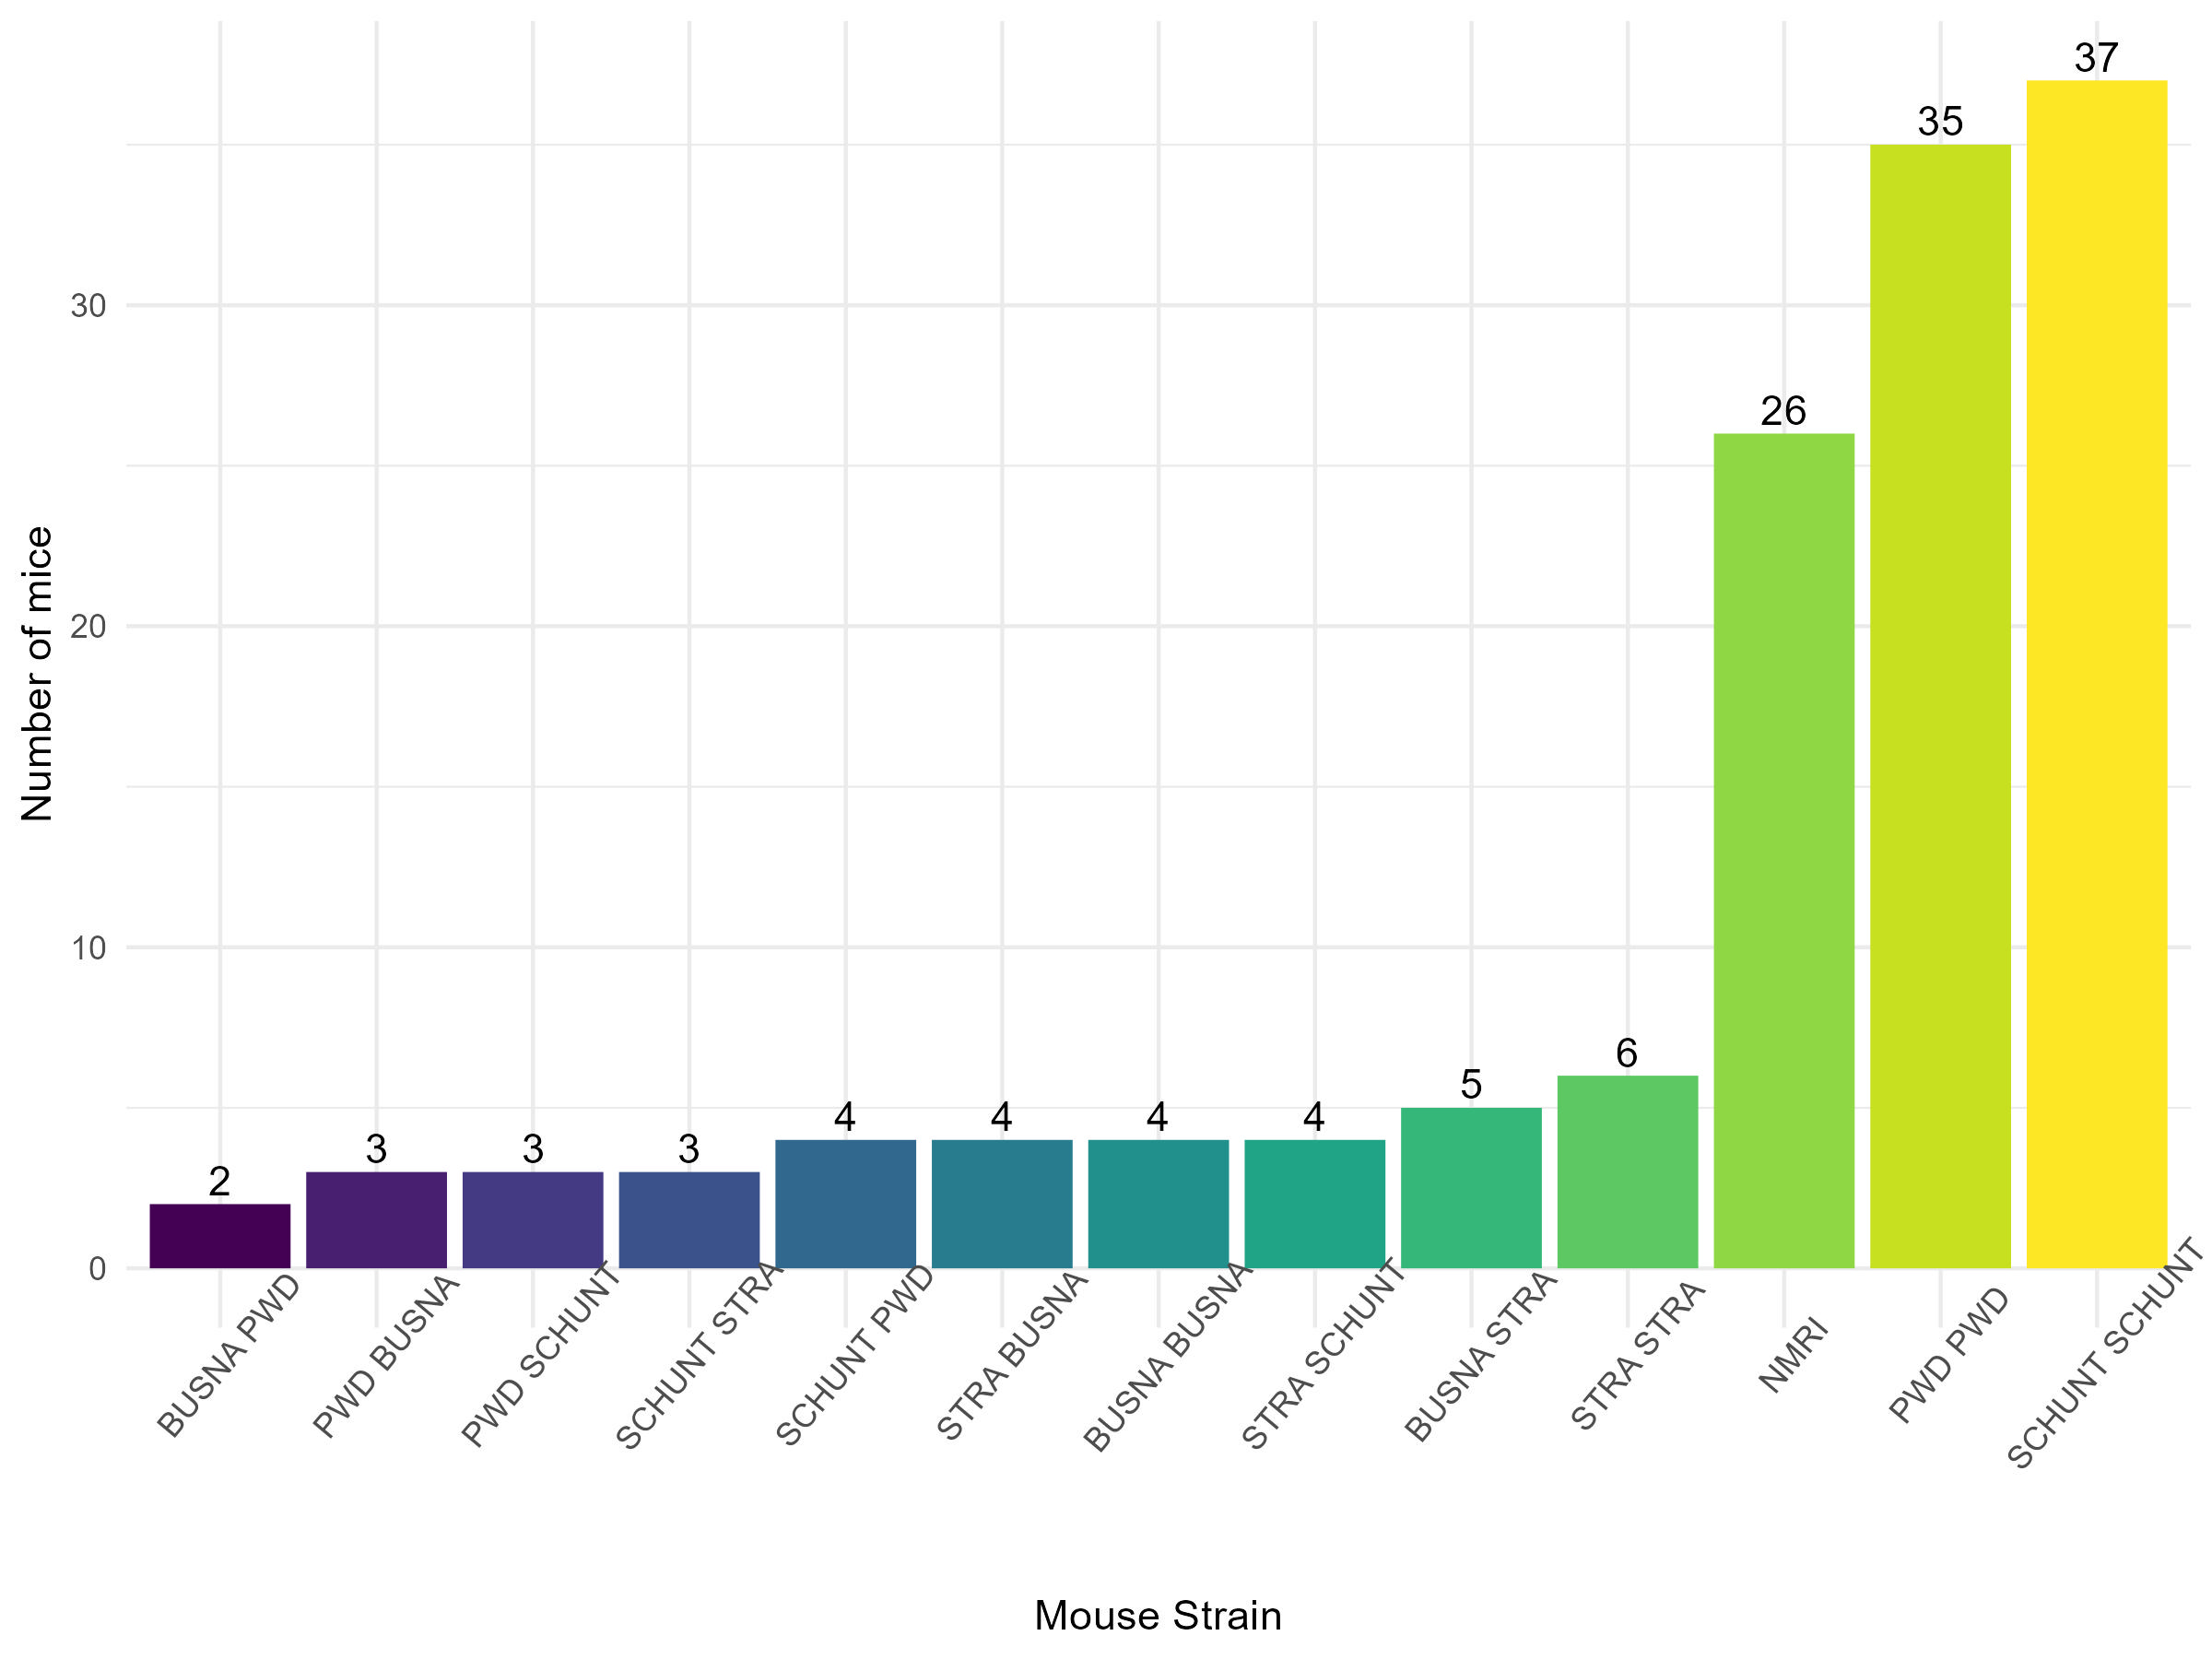 37
35
30
26
20
Number of mice
10
6
5
4
4
4
4
3
3
3
2
0
BUSNA PWD
PWD BUSNA
PWD SCHUNT
SCHUNT STRA
SCHUNT PWD
STRA BUSNA
BUSNA BUSNA
STRA SCHUNT
BUSNA STRA
STRA STRA
NMRI
PWD PWD
SCHUNT SCHUNT
Mouse Strain